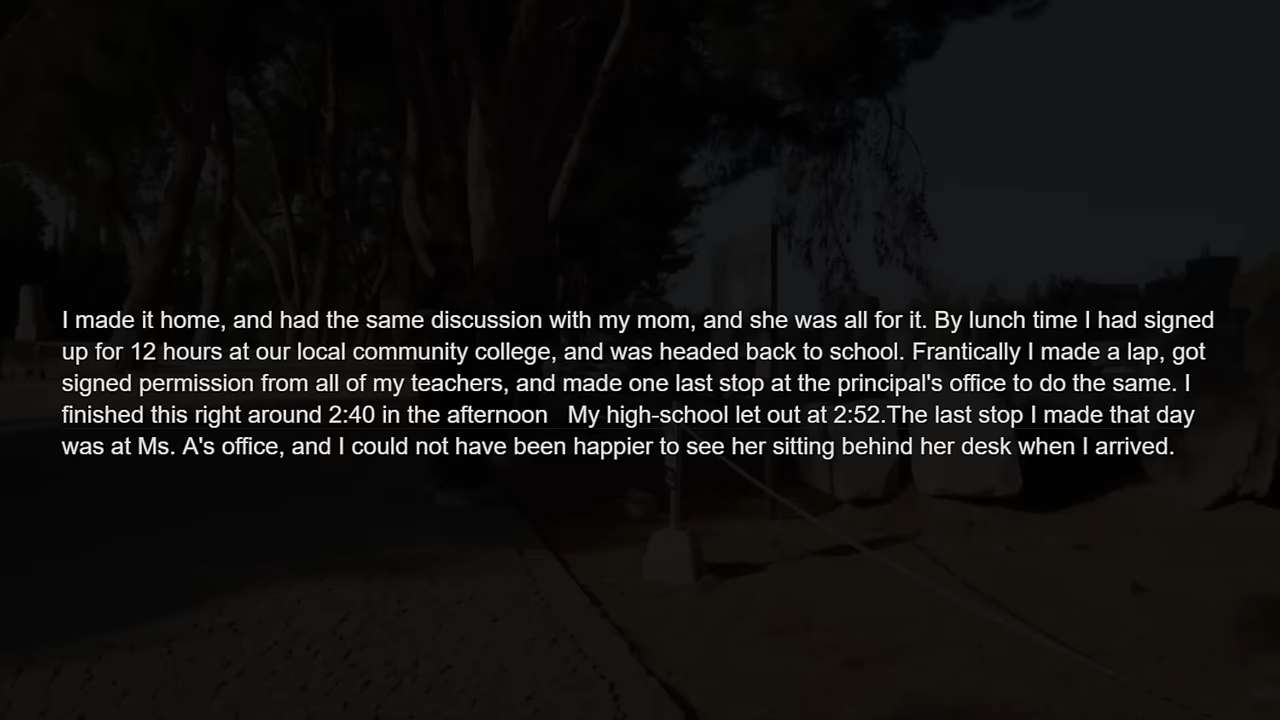 I made it home, and had the same discussion with my mom, and she was all for it. By lunch time I had signed
up for 12 hours at our local community college, and was headed back to school. Frantically I made a lap, got
signed permission from all of my teachers, and made one last stop at the principal's office to do the same. I
finished this right around 2:40 in the afternoon   My high-school let out at 2:52.The last stop I made that day
was at Ms. A's office, and I could not have been happier to see her sitting behind her desk when I arrived.